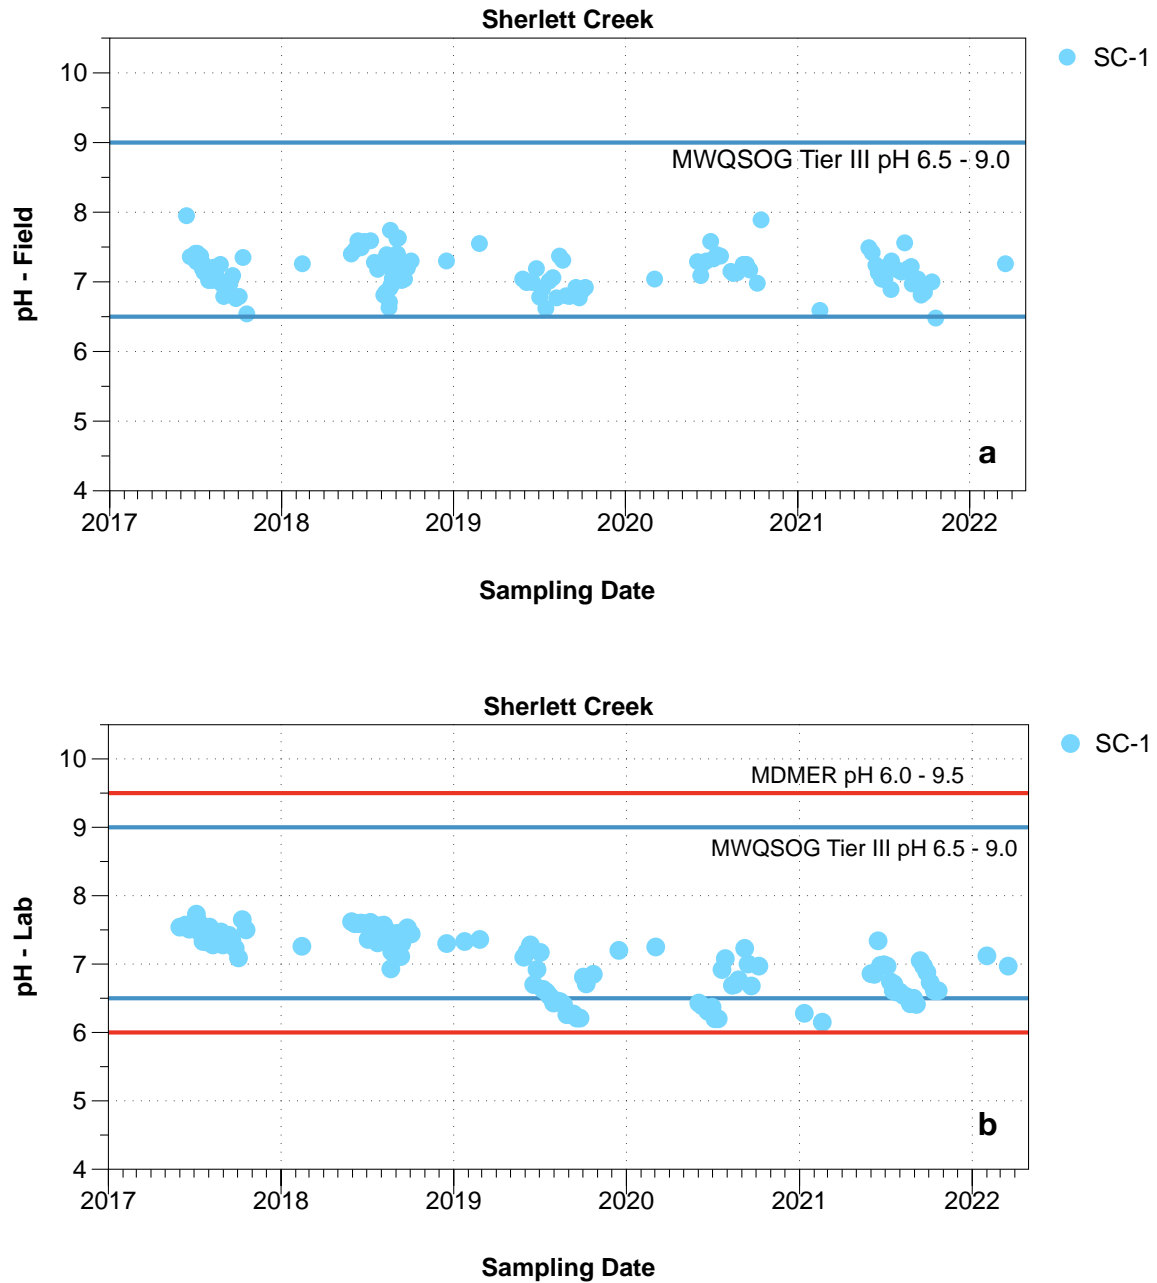 Sherlett Creek
SC-1
10
9
MWQSOG Tier III pH 6.5 - 9.0
8
7
6
5
4
pH - Field
a
2017 2018 2019 2020 2021 2022
Sampling Date
Sherlett Creek
SC-1
10
MDMER pH 6.0 - 9.5
9
MWQSOG Tier III pH 6.5 - 9.0
8
7
6
5
4
pH - Lab
b
2017 2018 2019 2020 2021 2022
Sampling Date